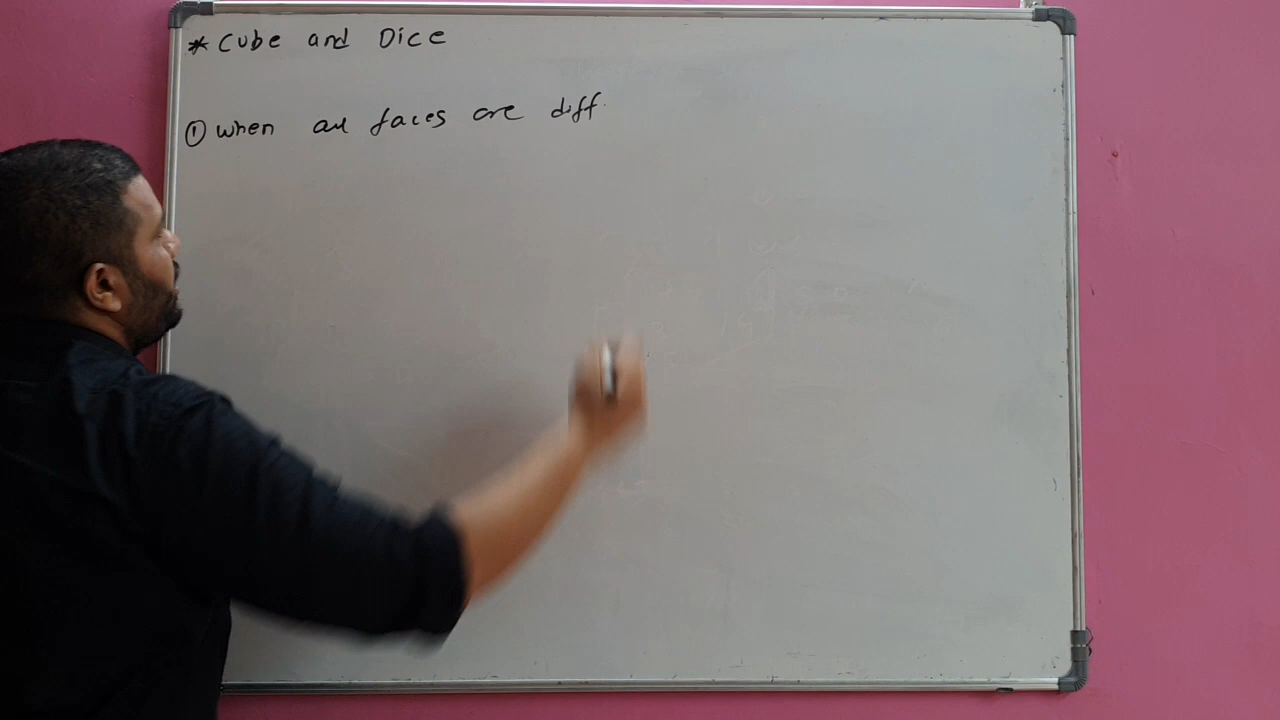 * Cube and Dice
① when all faces are diff.